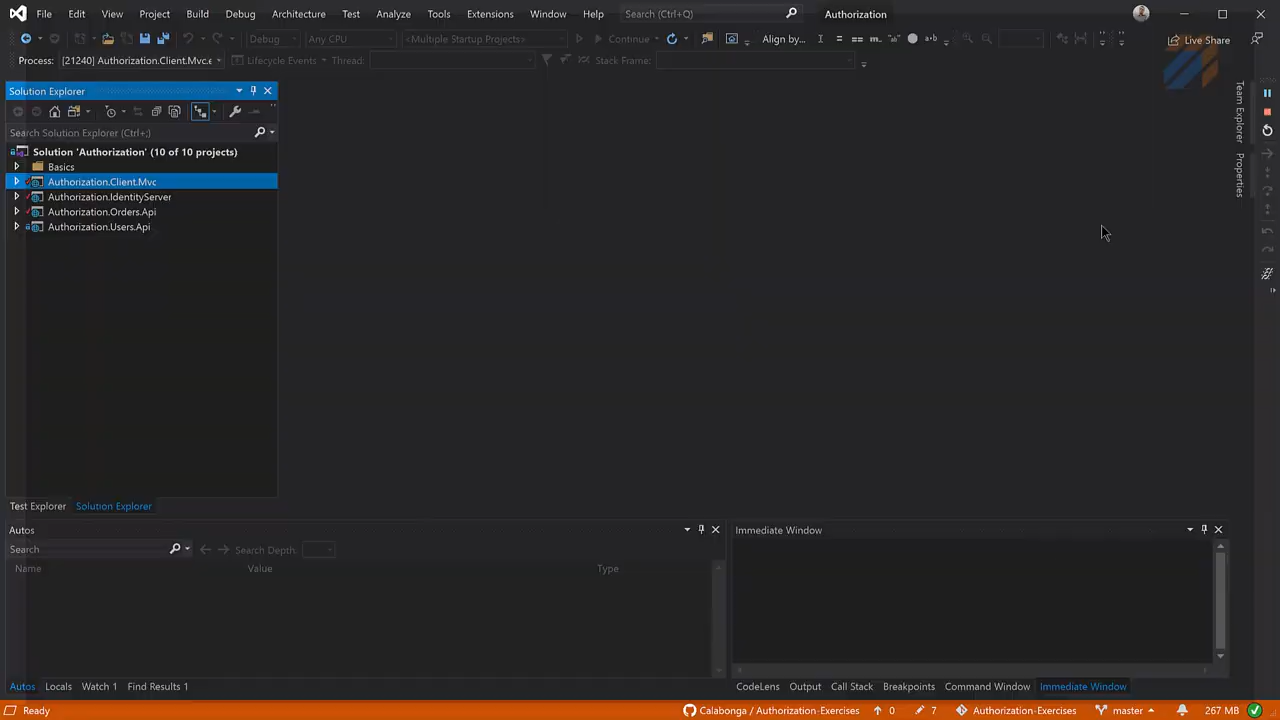 File Edit View Project Build Debug Architecture Test Analyze Tools Extensions Window Help Search (Ctrl+Q) Authorization
Debug Any CPU <Multiple Startup Projects> Continue Align by... Live Share
Process: [21240] Authorization.Client.Mvc.e Lifecycle Events Thread: Stack Frame:
Solution Explorer
Search Solution Explorer (Ctrl+;)
Solution 'Authorization' (10 of 10 projects)
Basics
Authorization.Client.Mvc
Authorization.IdentityServer
Authorization.Orders.Api
Authorization.Users.Api
Team Explorer
Properties
Test Explorer Solution Explorer
Autos
Search Search Depth:
Name Value Type
Immediate Window
Autos Locals Watch 1 Find Results 1
CodeLens Output Call Stack Breakpoints Command Window Immediate Window
Ready Calabonga / Authorization-Exercises 0 7 Authorization-Exercises master 267 MB